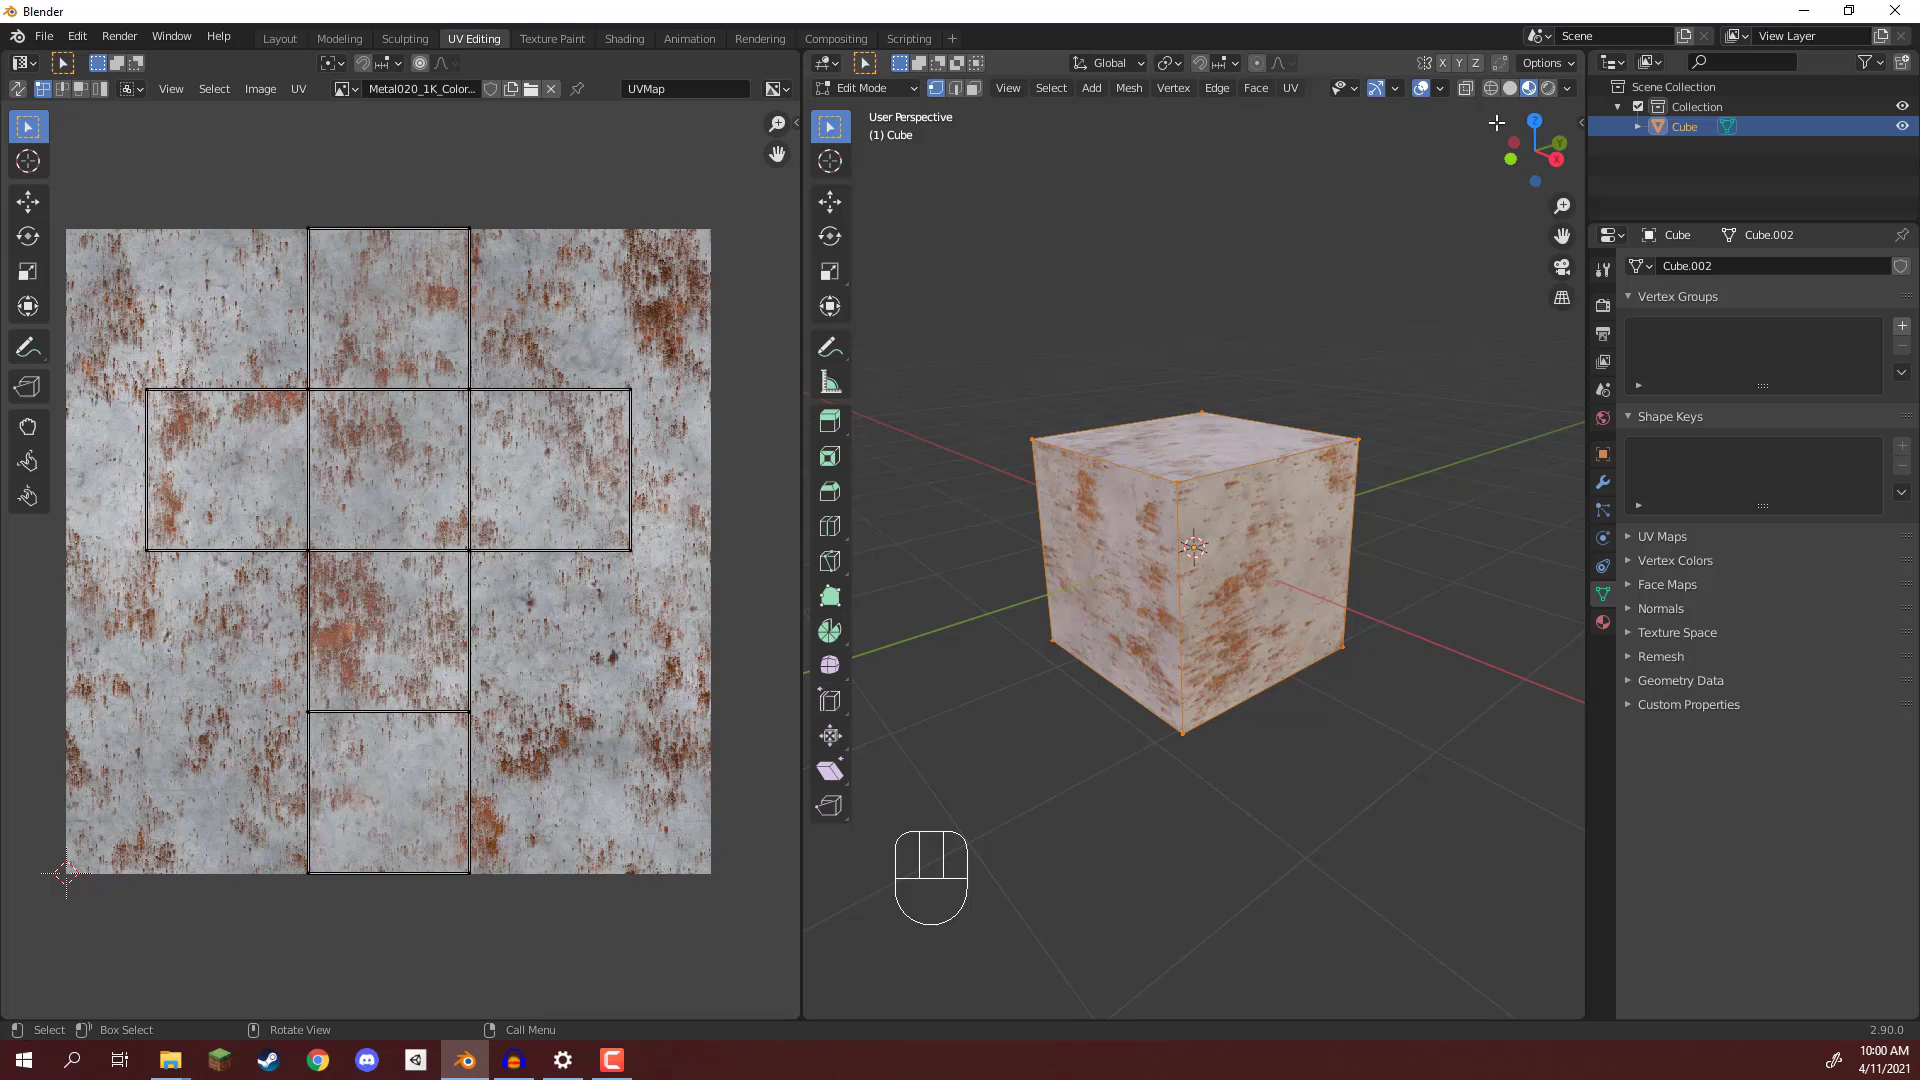 Blender
File Edit Render Window Help
Layout Modeling Sculpting UV Editing Texture Paint Shading Animation Rendering Compositing Scripting
Scene
View Layer
Global
X Y Z
Options
View Select Image UV
Metal020_1K_Color...
UVMap
Edit Mode
View Select Add Mesh Vertex Edge Face UV
User Perspective
(1) Cube
Z
Y
X
Scene Collection
Collection
Cube
Cube
Cube.002
Cube.002
Vertex Groups
Shape Keys
UV Maps
Vertex Colors
Face Maps
Normals
Texture Space
Remesh
Geometry Data
Custom Properties
Select
Box Select
Rotate View
Call Menu
2.90.0
10:00 AM
4/11/2021